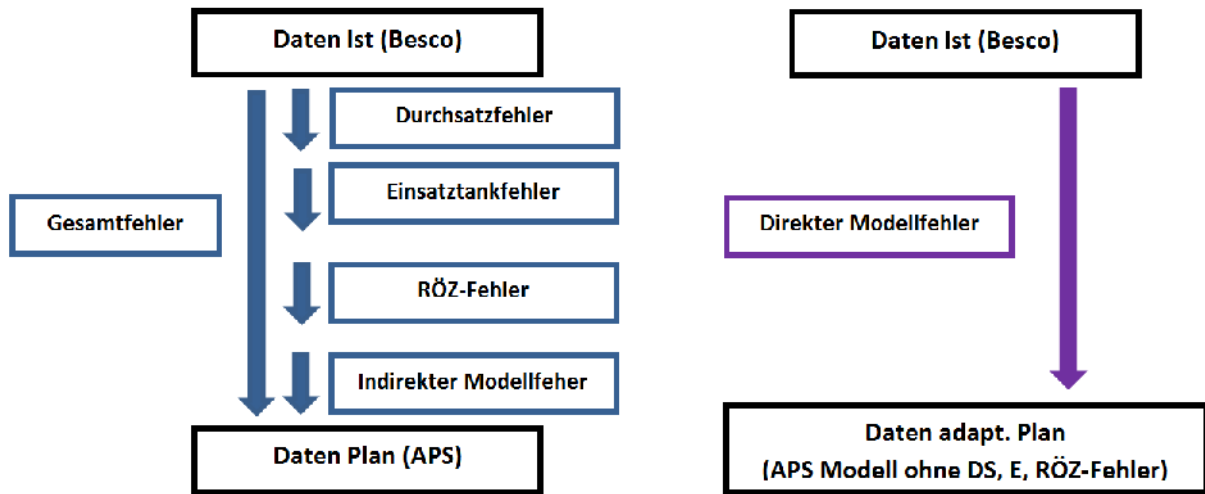 Daten Ist (Besco)
Durchsatzfehler
Einsatztankfehler
Gesamtfehler
RÖZ-Fehler
Indirekter Modellfeher
Daten Plan (APS)
Daten Ist (Besco)
Direkter Modellfehler
Daten adapt. Plan
(APS Modell ohne DS, E, RÖZ-Fehler)